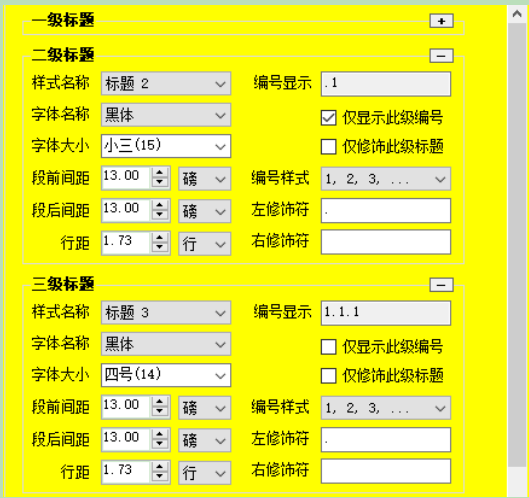 一级标题 +
二级标题 −
样式名称 标题 2 编号显示 .1
字体名称 黑体 仅显示此级编号
字体大小 小三(15) 仅修饰此级标题
段前间距 13.00 磅 编号样式 1, 2, 3, ...
段后间距 13.00 磅 左修饰符 .
行距 1.73 行 右修饰符
三级标题 −
样式名称 标题 3 编号显示 1.1.1
字体名称 黑体 仅显示此级编号
字体大小 四号(14) 仅修饰此级标题
段前间距 13.00 磅 编号样式 1, 2, 3, ...
段后间距 13.00 磅 左修饰符 .
行距 1.73 行 右修饰符